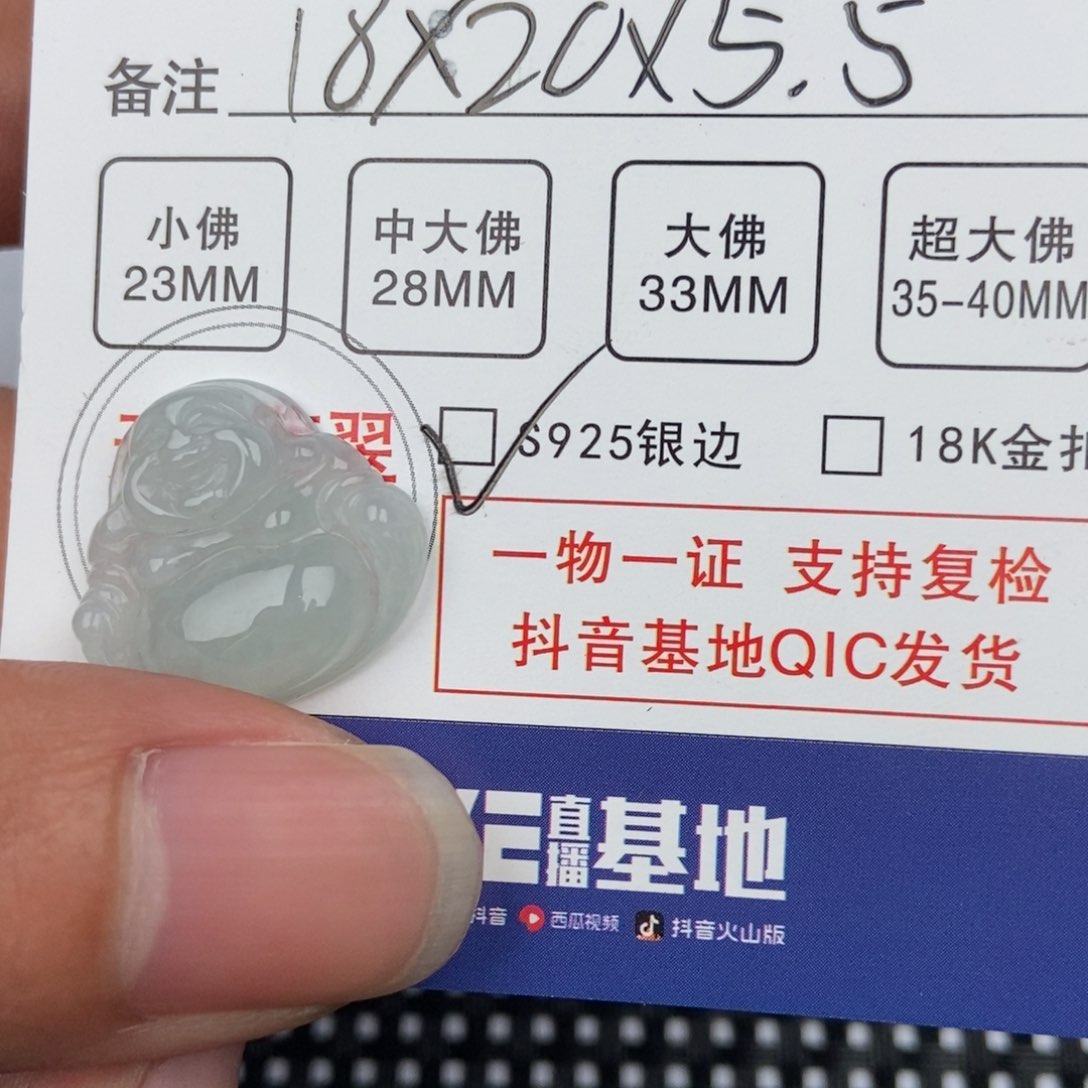 备注 18X20X5.5
小佛 中大佛 大佛 超大佛
23MM 28MM 33MM 35-40MM
翠 S925银边 18K金
一物一证 支持复检
抖音基地QIC发货
直播基地
抖音 西瓜视频 抖音火山版